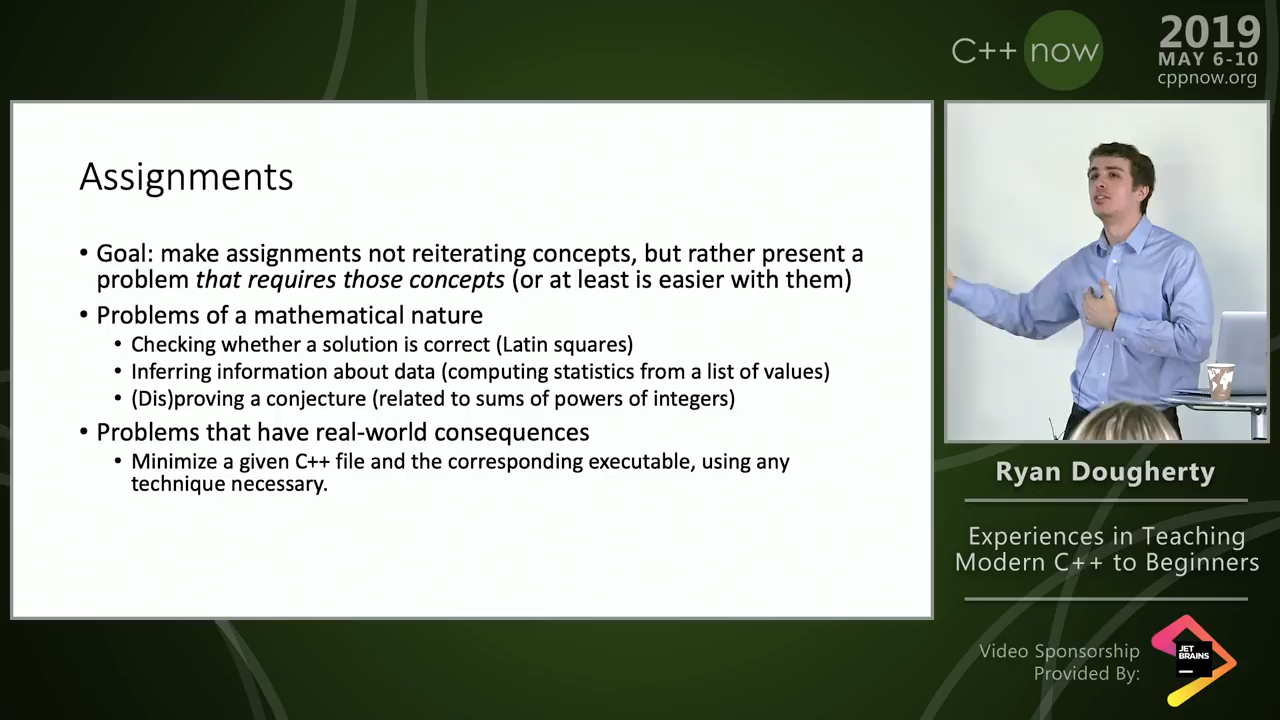 C++ now
2019
MAY 6-10
cppnow.org
Assignments
• Goal: make assignments not reiterating concepts, but rather present a
problem that requires those concepts (or at least is easier with them)
• Problems of a mathematical nature
• Checking whether a solution is correct (Latin squares)
• Inferring information about data (computing statistics from a list of values)
• (Dis)proving a conjecture (related to sums of powers of integers)
• Problems that have real-world consequences
• Minimize a given C++ file and the corresponding executable, using any
technique necessary.
Ryan Dougherty
Experiences in Teaching
Modern C++ to Beginners
Video Sponsorship
Provided By:
JET
BRAINS